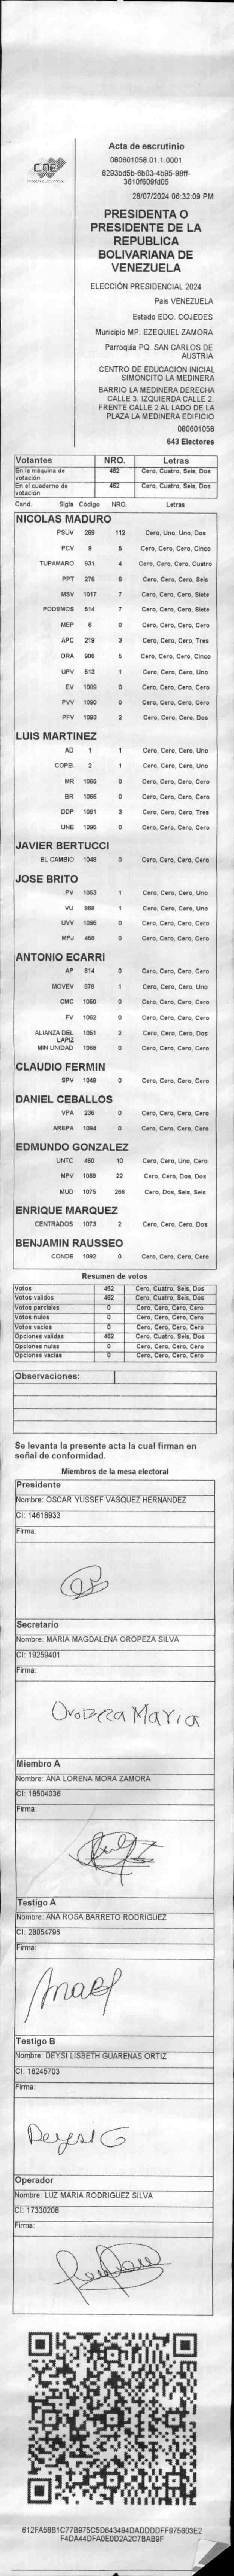 CNE
Acta de escrutinio
080601058.01.1.0001
8293bd5b-6b03-4b95-98ff-
3610f609fd05
28/07/2024 06:32:09 PM
PRESIDENTA O
PRESIDENTE DE LA
REPUBLICA
BOLIVARIANA DE
VENEZUELA
ELECCIÓN PRESIDENCIAL 2024
Pais VENEZUELA
Estado EDO. COJEDES
Municipio MP. EZEQUIEL ZAMORA
Parroquia PQ. SAN CARLOS DE
AUSTRIA
CENTRO DE EDUCACION INICIAL
SIMONCITO LA MEDINERA
BARRIO LA MEDINERA DERECHA
CALLE 3. IZQUIERDA CALLE 2.
FRENTE CALLE 2 AL LADO DE LA
PLAZA LA MEDINERA EDIFICIO
080601058
643 Electores
Votantes NRO. Letras
En la máquina de votación 462 Cero, Cuatro, Seis, Dos
En el cuaderno de votación 462 Cero, Cuatro, Seis, Dos
Cand. Sigla Código NRO. Letras
NICOLAS MADURO
PSUV 269 112 Cero, Uno, Uno, Dos
PCV 9 5 Cero, Cero, Cero, Cinco
TUPAMARO 931 4 Cero, Cero, Cero, Cuatro
PPT 276 6 Cero, Cero, Cero, Seis
MSV 1017 7 Cero, Cero, Cero, Siete
PODEMOS 514 7 Cero, Cero, Cero, Siete
MEP 6 0 Cero, Cero, Cero, Cero
APC 219 3 Cero, Cero, Cero, Tres
ORA 906 5 Cero, Cero, Cero, Cinco
UPV 513 1 Cero, Cero, Cero, Uno
EV 1089 0 Cero, Cero, Cero, Cero
PVV 1090 0 Cero, Cero, Cero, Cero
PFV 1093 2 Cero, Cero, Cero, Dos
LUIS MARTINEZ
AD 1 1 Cero, Cero, Cero, Uno
COPEI 2 1 Cero, Cero, Cero, Uno
MR 1066 0 Cero, Cero, Cero, Cero
BR 0 Cero, Cero, Cero, Cero
DDP 1091 3 Cero, Cero, Cero, Tres
UNE 0 Cero, Cero, Cero, Cero
JAVIER BERTUCCI
EL CAMBIO 1048 0 Cero, Cero, Cero, Cero
JOSE BRITO
PV 1053 1 Cero, Cero, Cero, Uno
VU 969 1 Cero, Cero, Cero, Uno
UVV 0 Cero, Cero, Cero, Cero
MPJ 458 0 Cero, Cero, Cero, Cero
ANTONIO ECARRI
AP 814 0 Cero, Cero, Cero, Cero
MOVEV 878 1 Cero, Cero, Cero, Uno
CMC 1060 0 Cero, Cero, Cero, Cero
FV 1062 0 Cero, Cero, Cero, Cero
ALIANZA DEL LAPIZ 1051 2 Cero, Cero, Cero, Dos
MIN UNIDAD 1068 0 Cero, Cero, Cero, Cero
CLAUDIO FERMIN
SPV 1049 0 Cero, Cero, Cero, Cero
DANIEL CEBALLOS
VPA 236 0 Cero, Cero, Cero, Cero
AREPA 1094 0 Cero, Cero, Cero, Cero
EDMUNDO GONZALEZ
UNTC 460 10 Cero, Cero, Uno, Cero
MPV 1069 22 Cero, Cero, Dos, Dos
MUD 1075 266 Cero, Dos, Seis, Seis
ENRIQUE MARQUEZ
CENTRADOS 1073 2 Cero, Cero, Cero, Dos
BENJAMIN RAUSSEO
CONDE 1092 0 Cero, Cero, Cero, Cero
Resumen de votos
Votos 462 Cero, Cuatro, Seis, Dos
Votos validos 462 Cero, Cuatro, Seis, Dos
Votos parciales 0 Cero, Cero, Cero, Cero
Votos nulos 0 Cero, Cero, Cero, Cero
Votos vacios 0 Cero, Cero, Cero, Cero
Opciones validas 462 Cero, Cuatro, Seis, Dos
Opciones nulas 0 Cero, Cero, Cero, Cero
Opciones vacias 0 Cero, Cero, Cero, Cero
Observaciones:
Se levanta la presente acta la cual firman en
señal de conformidad.
Miembros de la mesa electoral
Presidente
Nombre: OSCAR YUSSEF VASQUEZ HERNANDEZ
CI: 14618933
Firma:
Secretario
Nombre: MARIA MAGDALENA OROPEZA SILVA
CI: 19259401
Firma:
Oropeza Maria
Miembro A
Nombre: ANA LORENA MORA ZAMORA
CI: 18504036
Firma:
Testigo A
Nombre: ANA ROSA BARRETO RODRIGUEZ
CI: 28054796
Firma:
Testigo B
Nombre: DEYSI LISBETH GUARENAS ORTIZ
CI: 16245703
Firma:
Deysi G
Operador
Nombre: LUZ MARIA RODRIGUEZ SILVA
CI: 17330208
Firma:
612FA5BB1C77B975C5D643494DADDDDFF975603E2
F4DA44DFA0E0D2A2C7BAB9F